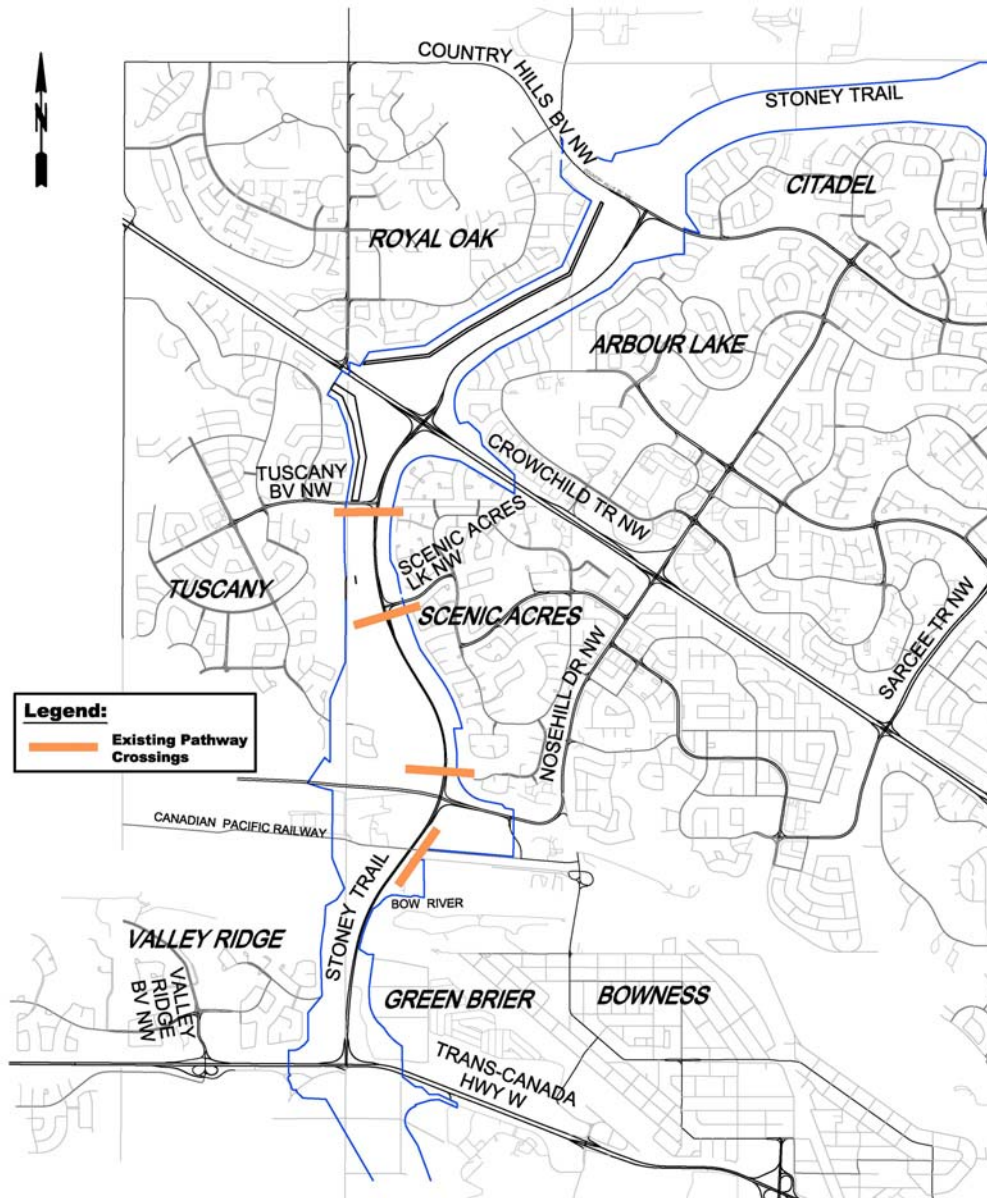 COUNTRY HILLS BV NW
STONEY TRAIL
N
CITADEL
ROYAL OAK
ARBOUR LAKE
CROWCHILD TR NW
TUSCANY
BV NW
SCENIC ACRES
LK NW
TUSCANY
SCENIC ACRES
SARCEE TR NW
NOSEHILL DR NW
Legend:
Existing Pathway
Crossings
CANADIAN PACIFIC RAILWAY
STONEY TRAIL
BOW RIVER
VALLEY RIDGE
VALLEY
RIDGE
BV NW
GREEN BRIER
BOWNESS
TRANS-CANADA
HWY W